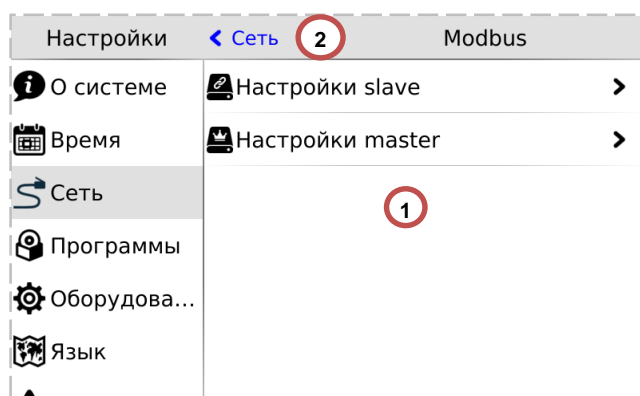 Настройки
Сеть
2
Modbus
О системе
Время
Сеть
Программы
Оборудова...
Язык
Настройки slave
Настройки master
1